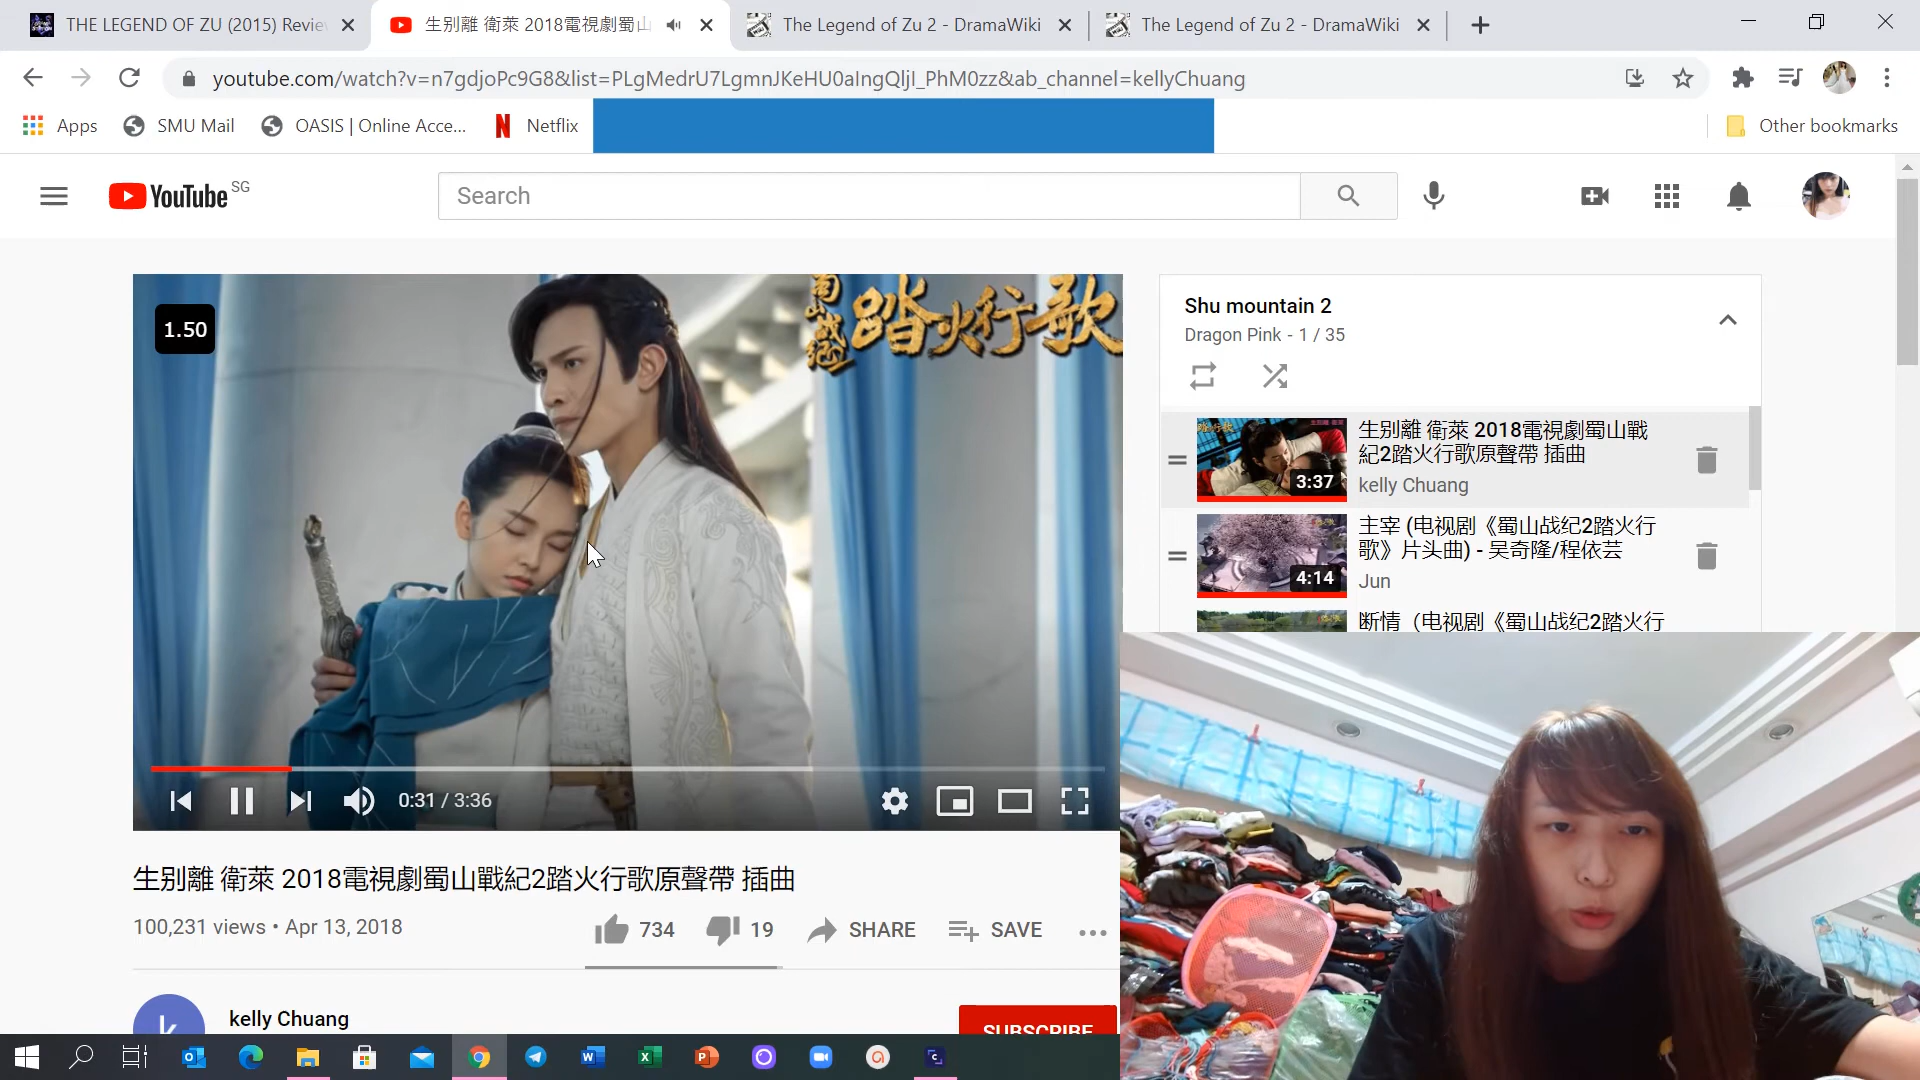 THE LEGEND OF ZU (2015) Revie
生別離 衛萊 2018電視劇蜀山
The Legend of Zu 2 - DramaWiki
The Legend of Zu 2 - DramaWiki
youtube.com/watch?v=n7gdjoPc9G8&list=PLgMedrU7LgmnJKeHU0aIngQljI_PhM0zz&ab_channel=kellyChuang
Apps
SMU Mail
OASIS | Online Acce...
Netflix
Other bookmarks
YouTube SG
Search
1.50
蜀山戰紀
踏火行歌
0:31 / 3:36
Shu mountain 2
Dragon Pink - 1 / 35
生別離 衛萊 2018電視劇蜀山戰
紀2踏火行歌原聲帶 插曲
3:37
kelly Chuang
主宰 (电视剧《蜀山战纪2踏火行
歌》片头曲) - 吴奇隆/程依芸
4:14
Jun
断情（电视剧《蜀山战纪2踏火行
生別離 衛萊 2018電視劇蜀山戰紀2踏火行歌原聲帶 插曲
100,231 views • Apr 13, 2018
734
19
SHARE
SAVE
k
kelly Chuang
SUBSCRIBE